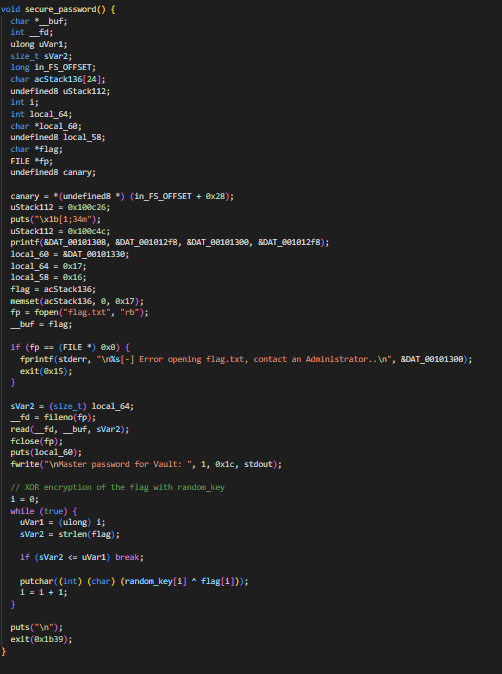 void secure_password() {
  char *__buf;
  int __fd;
  ulong uVar1;
  size_t sVar2;
  long in_FS_OFFSET;
  char acStack136[24];
  undefined8 uStack112;
  int i;
  int local_64;
  char *local_60;
  undefined8 local_58;
  char *flag;
  FILE *fp;
  undefined8 canary;

  canary = *(undefined8 *) (in_FS_OFFSET + 0x28);
  uStack112 = 0x100c26;
  puts("\x1b[1;34m");
  uStack112 = 0x100c4c;
  printf(&DAT_00101308, &DAT_001012f8, &DAT_00101300, &DAT_001012f8);
  local_60 = &DAT_00101330;
  local_64 = 0x17;
  local_58 = 0x16;
  flag = acStack136;
  memset(acStack136, 0, 0x17);
  fp = fopen("flag.txt", "rb");
  __buf = flag;

  if (fp == (FILE *) 0x0) {
    fprintf(stderr, "\n%s[-] Error opening flag.txt, contact an Administrator..\n", &DAT_00101300);
    exit(0x15);
  }

  sVar2 = (size_t) local_64;
  __fd = fileno(fp);
  read(__fd, __buf, sVar2);
  fclose(fp);
  puts(local_60);
  fwrite("\nMaster password for Vault: ", 1, 0x1c, stdout);

  // XOR encryption of the flag with random_key
  i = 0;
  while (true) {
    uVar1 = (ulong) i;
    sVar2 = strlen(flag);

    if (sVar2 <= uVar1) break;

    putchar((int) (char) (random_key[i] ^ flag[i]));
    i = i + 1;
  }

  puts("\n");
  exit(0x1b39);
}